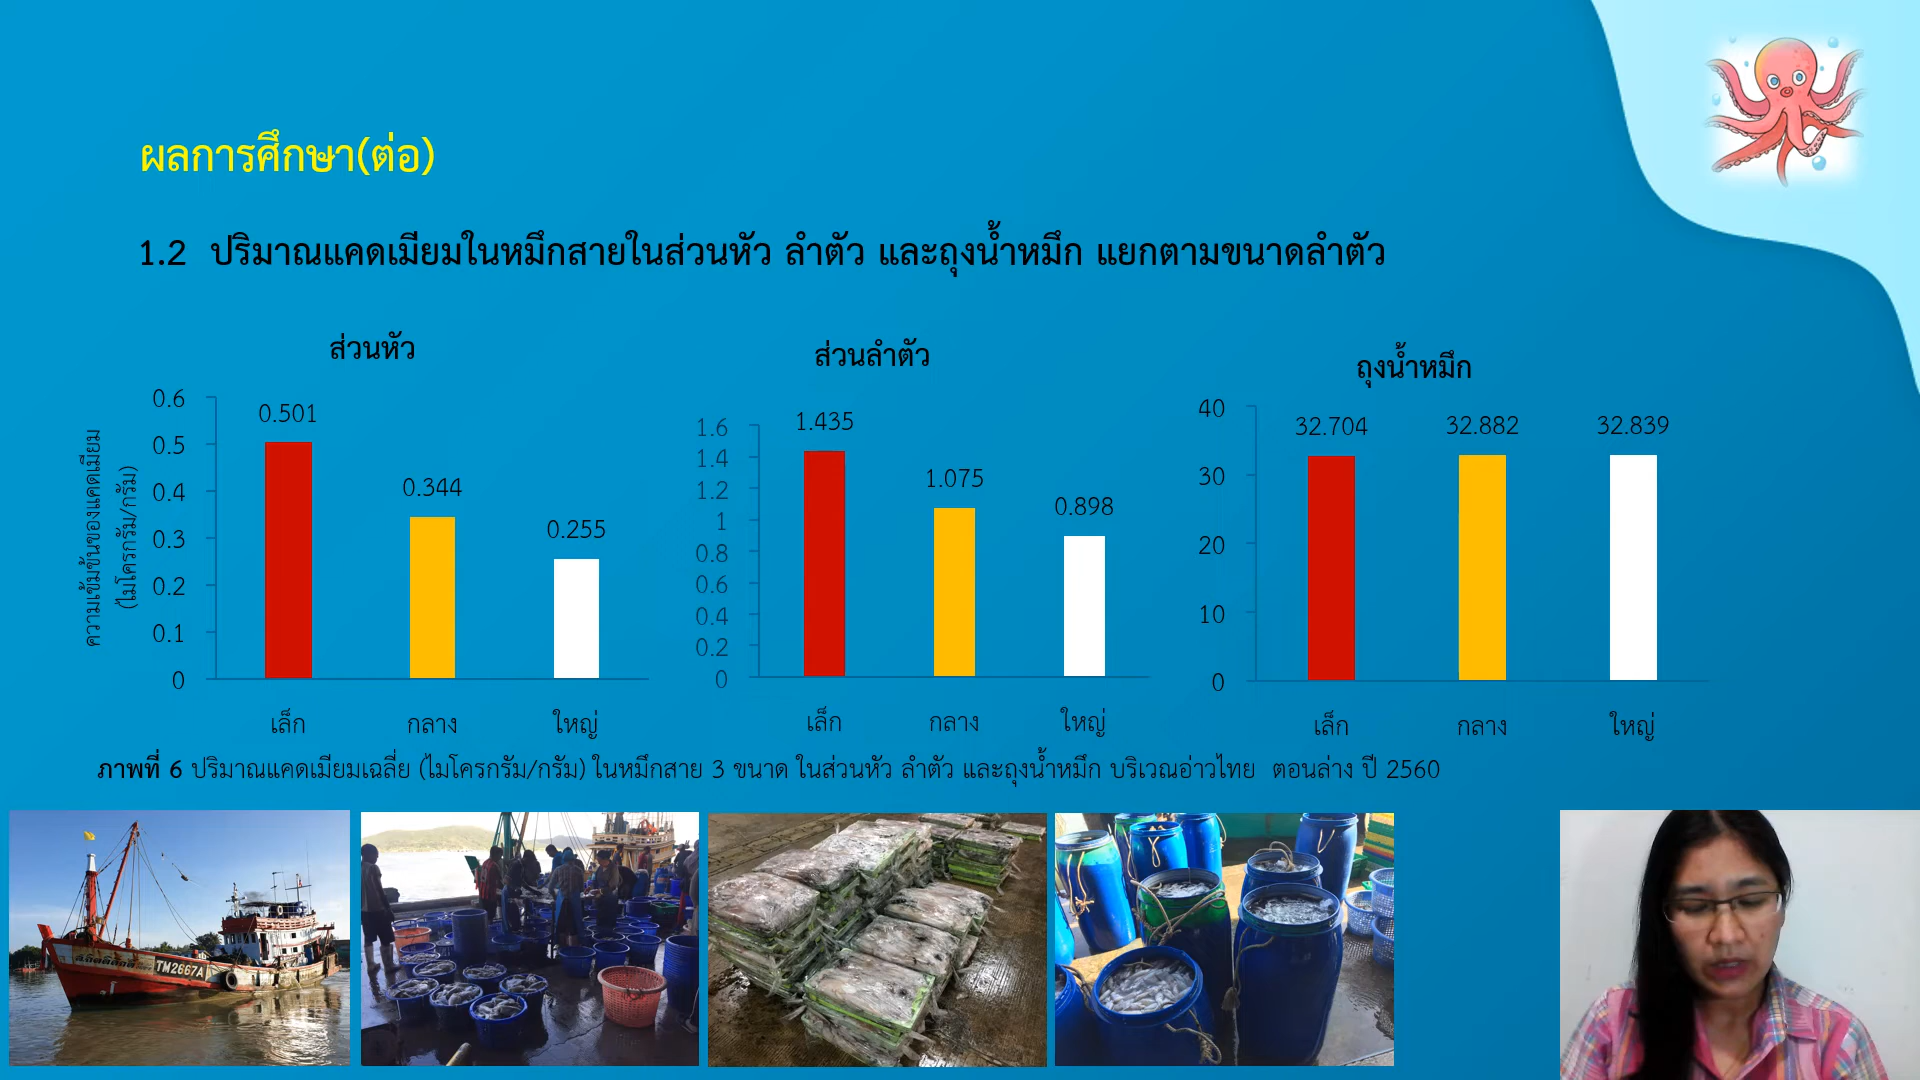 ผลการศึกษา(ต่อ)
1.2 ปริมาณแคดเมียมในหมึกสายในส่วนหัว ลำตัว และถุงน้ำหมึก แยกตามขนาดลำตัว
ส่วนหัว
ความเข้มข้นของแคดเมียม
(ไมโครกรัม/กรัม)
0.6
0.5
0.4
0.3
0.2
0.1
0
0.501
0.344
0.255
เล็ก กลาง ใหญ่
ส่วนลำตัว
1.6
1.4
1.2
1
0.8
0.6
0.4
0.2
0
1.435
1.075
0.898
เล็ก กลาง ใหญ่
ถุงน้ำหมึก
40
30
20
10
0
32.704
32.882
32.839
เล็ก กลาง ใหญ่
ภาพที่ 6 ปริมาณแคดเมียมเฉลี่ย (ไมโครกรัม/กรัม) ในหมึกสาย 3 ขนาด ในส่วนหัว ลำตัว และถุงน้ำหมึก บริเวณอ่าวไทย ตอนล่าง ปี 2560
TM2667A